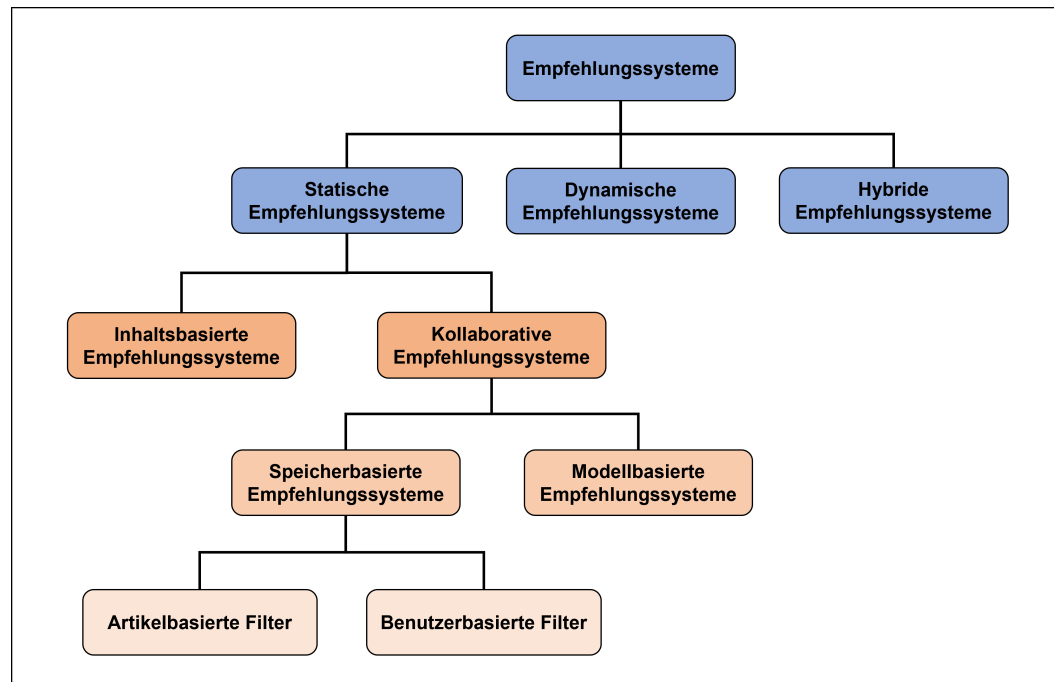 Empfehlungssysteme
Statische
Empfehlungssysteme
Dynamische
Empfehlungssysteme
Hybride
Empfehlungssysteme
Inhaltsbasierte
Empfehlungssysteme
Kollaborative
Empfehlungssysteme
Speicherbasierte
Empfehlungssysteme
Modellbasierte
Empfehlungssysteme
Artikelbasierte Filter
Benutzerbasierte Filter